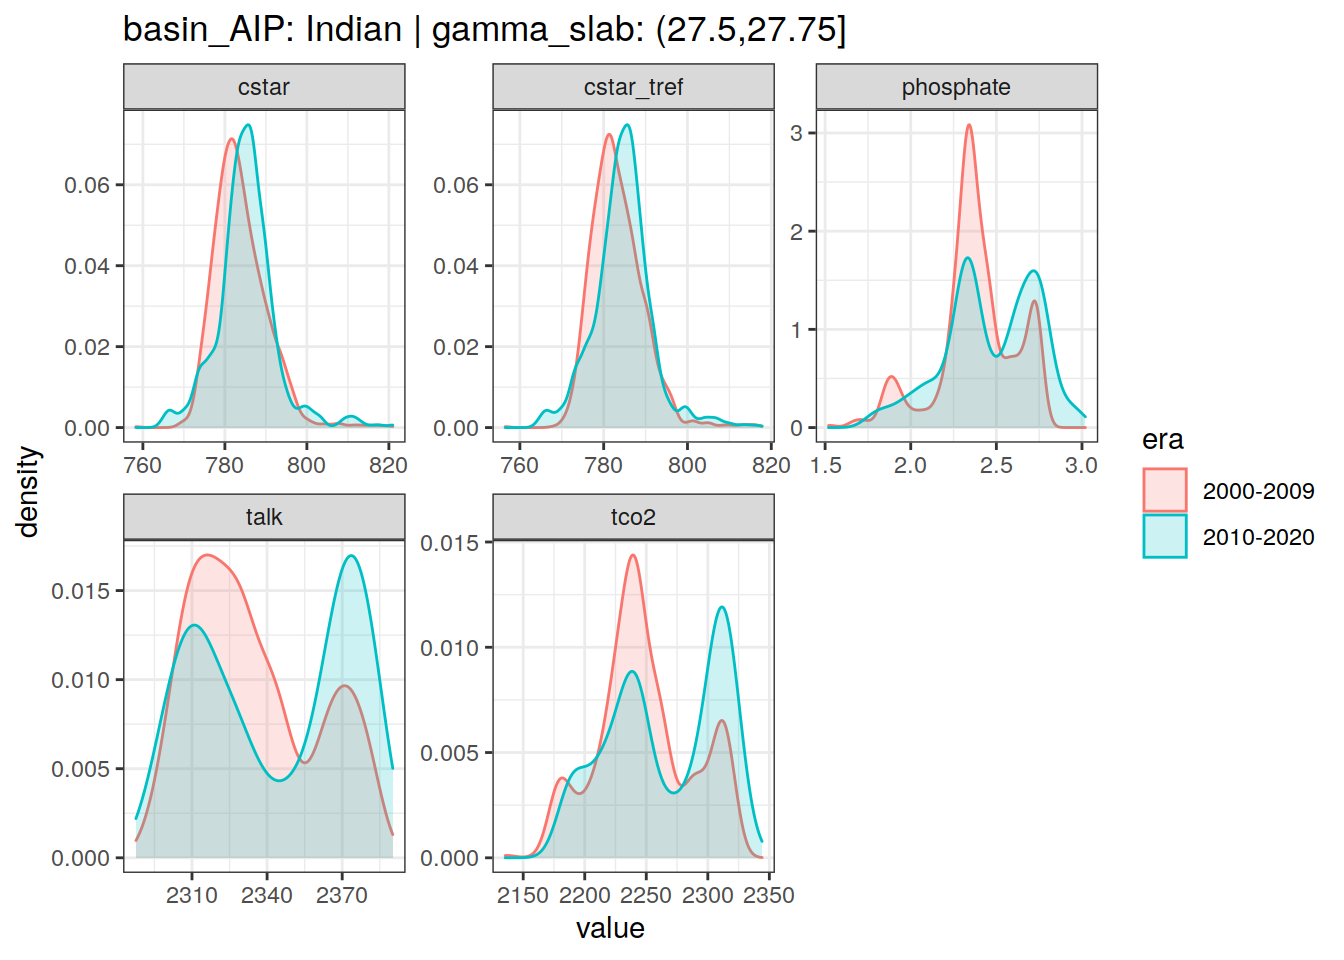 basin_AIP: Indian | gamma_slab: (27.5,27.75]
cstar
cstar_tref
phosphate
0.06
0.04
0.02
0.00
760 780 800 820
0.06
0.04
0.02
0.00
760 780 800 820
3
2
1
0
1.5 2.0 2.5 3.0
talk
tco2
0.015
0.010
0.005
0.000
2310 2340 2370
0.015
0.010
0.005
0.000
2150 2200 2250 2300 2350
density
value
era
2000-2009
2010-2020